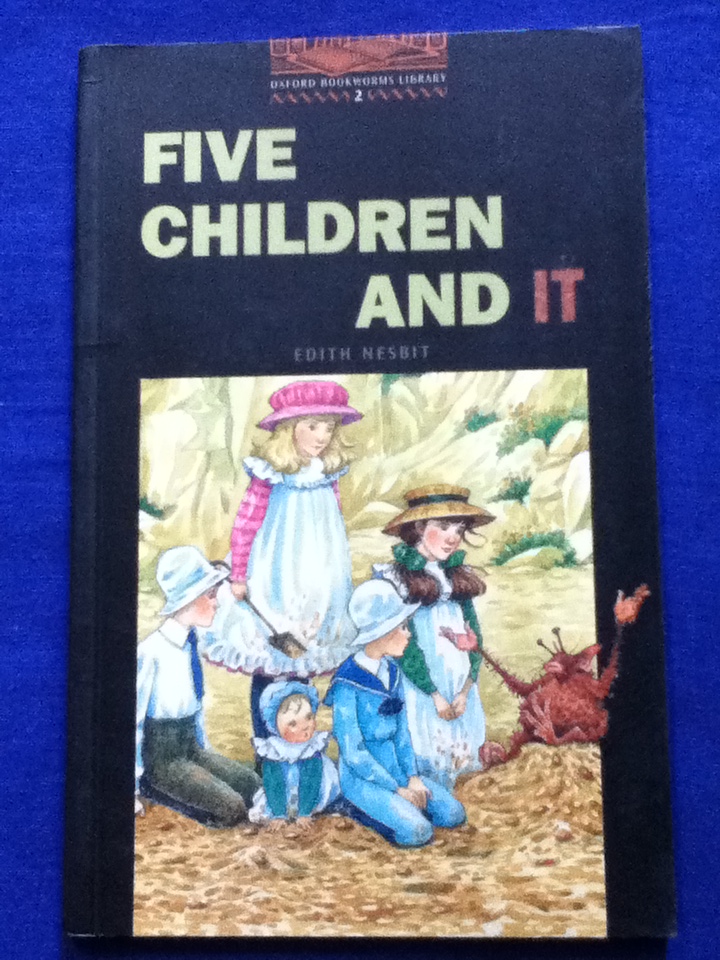 OXFORD BOOKWORMS LIBRARY
2
FIVE
CHILDREN
AND IT
EDITH NESBIT